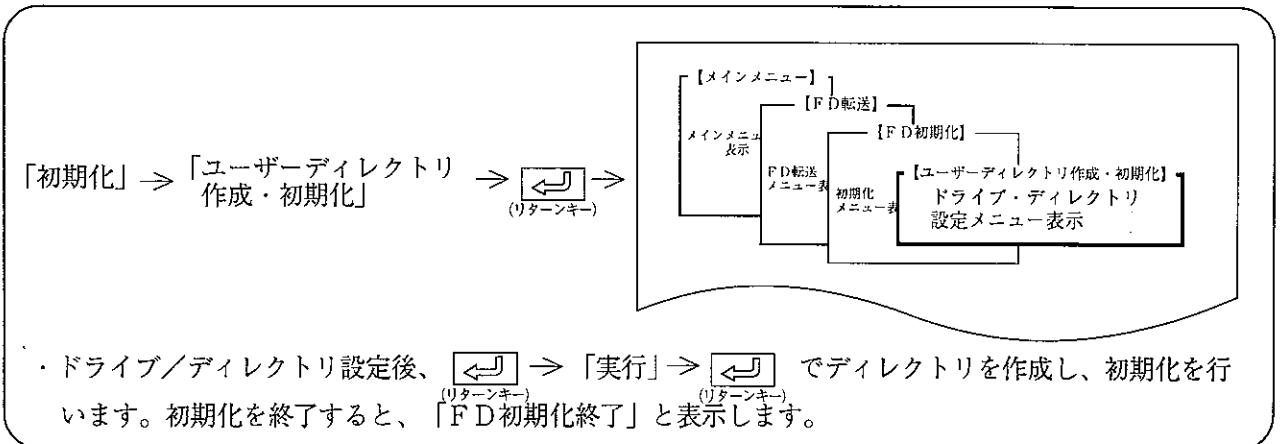 【メインメニュー】
【ＦＤ転送】
メインメニュ
表示
【ＦＤ初期化】
ＦＤ転送
メニュー表
初期化
メニュー表
【ユーザーディレクトリ作成・初期化】
ドライブ・ディレクトリ
設定メニュー表示
「初期化」→「ユーザーディレクトリ
作成・初期化」→
(リターンキー)
→
・ドライブ／ディレクトリ設定後、→「実行」→でディレクトリを作成し、初期化を行
(リターンキー) (リターンキー)
います。初期化を終了すると、「ＦＤ初期化終了」と表示します。